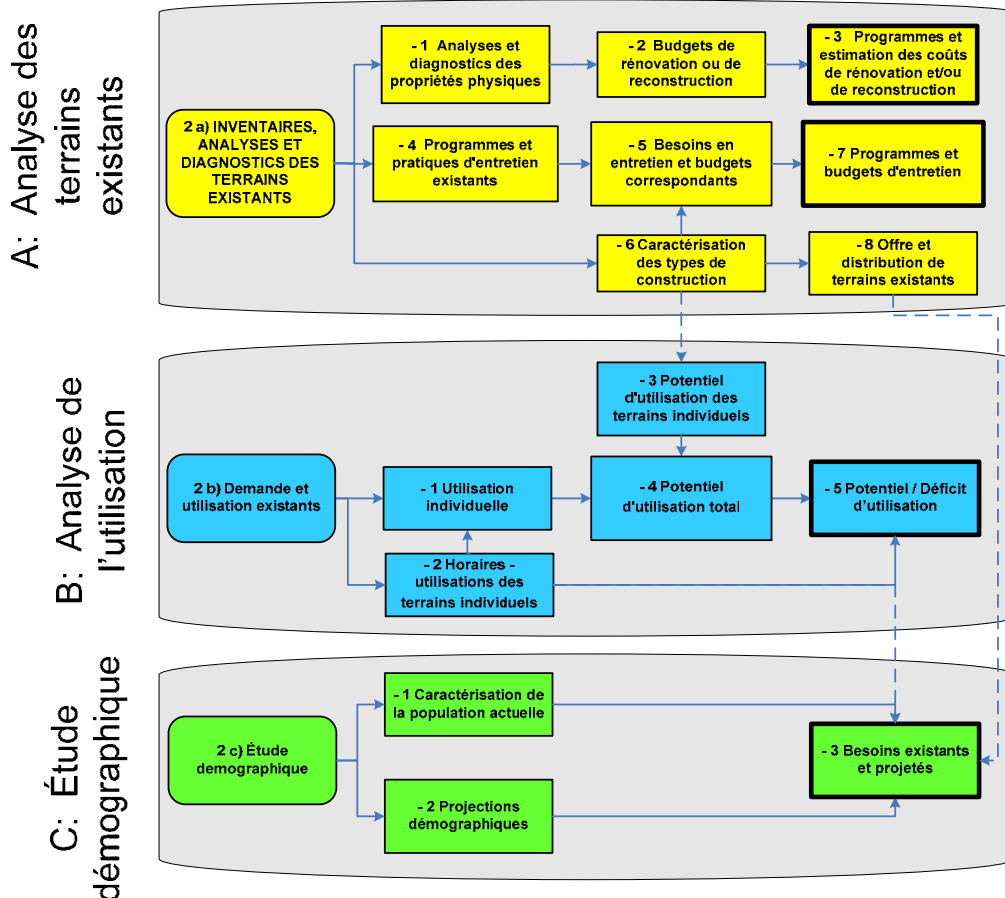 A: Analyse des
terrains
existants
2 a) INVENTAIRES,
ANALYSES ET
DIAGNOSTICS DES
TERRAINS
EXISTANTS
- 1 Analyses et
diagnostics des
propriétés physiques
- 2 Budgets de
rénovation ou de
reconstruction
- 3 Programmes et
estimation des coûts
de rénovation et/ou
de reconstruction
- 4 Programmes et
pratiques d'entretien
existants
- 5 Besoins en
entretien et budgets
correspondants
- 7 Programmes et
budgets d'entretien
- 6 Caractérisation
des types de
construction
- 8 Offre et
distribution de
terrains existants
B: Analyse de
l'utilisation
- 3 Potentiel
d'utilisation des
terrains individuels
2 b) Demande et
utilisation existants
- 1 Utilisation
individuelle
- 4 Potentiel
d'utilisation total
- 5 Potentiel / Déficit
d'utilisation
- 2 Horaires -
utilisations des
terrains individuels
C: Étude
démographique
- 1 Caractérisation de
la population actuelle
2 c) Étude
demographique
- 3 Besoins existants
et projetés
- 2 Projections
démographiques